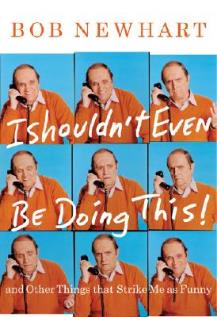 BOB NEWHART
I shouldn't EVEN
BE DOING THIS!
and Other Things that Strike Me as Funny